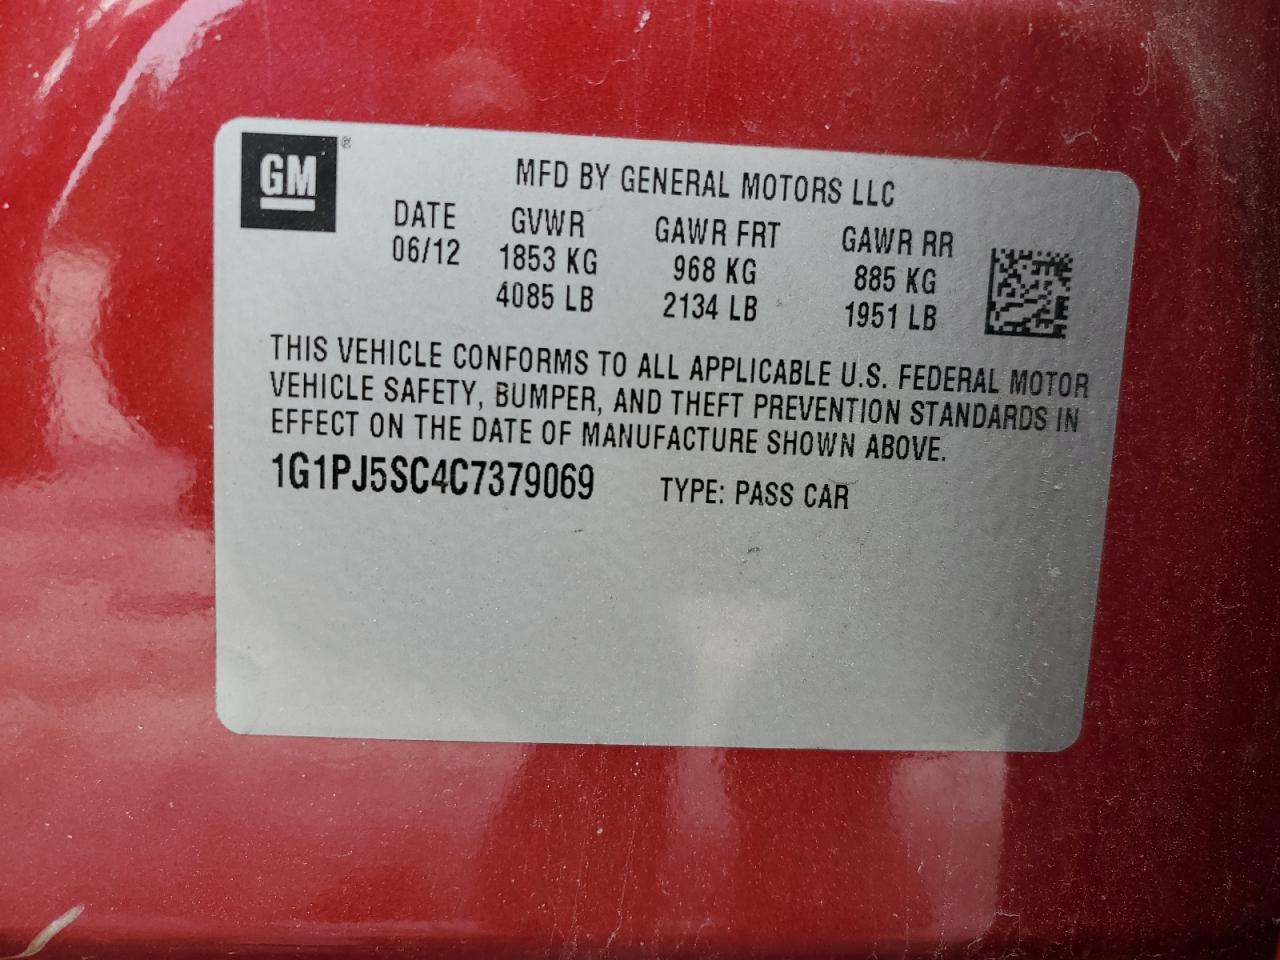 GM ®
MFD BY GENERAL MOTORS LLC
DATE GVWR GAWR FRT GAWR RR
06/12 1853 KG 968 KG 885 KG
4085 LB 2134 LB 1951 LB
THIS VEHICLE CONFORMS TO ALL APPLICABLE U.S. FEDERAL MOTOR
VEHICLE SAFETY, BUMPER, AND THEFT PREVENTION STANDARDS IN
EFFECT ON THE DATE OF MANUFACTURE SHOWN ABOVE.
1G1PJ5SC4C7379069 TYPE: PASS CAR